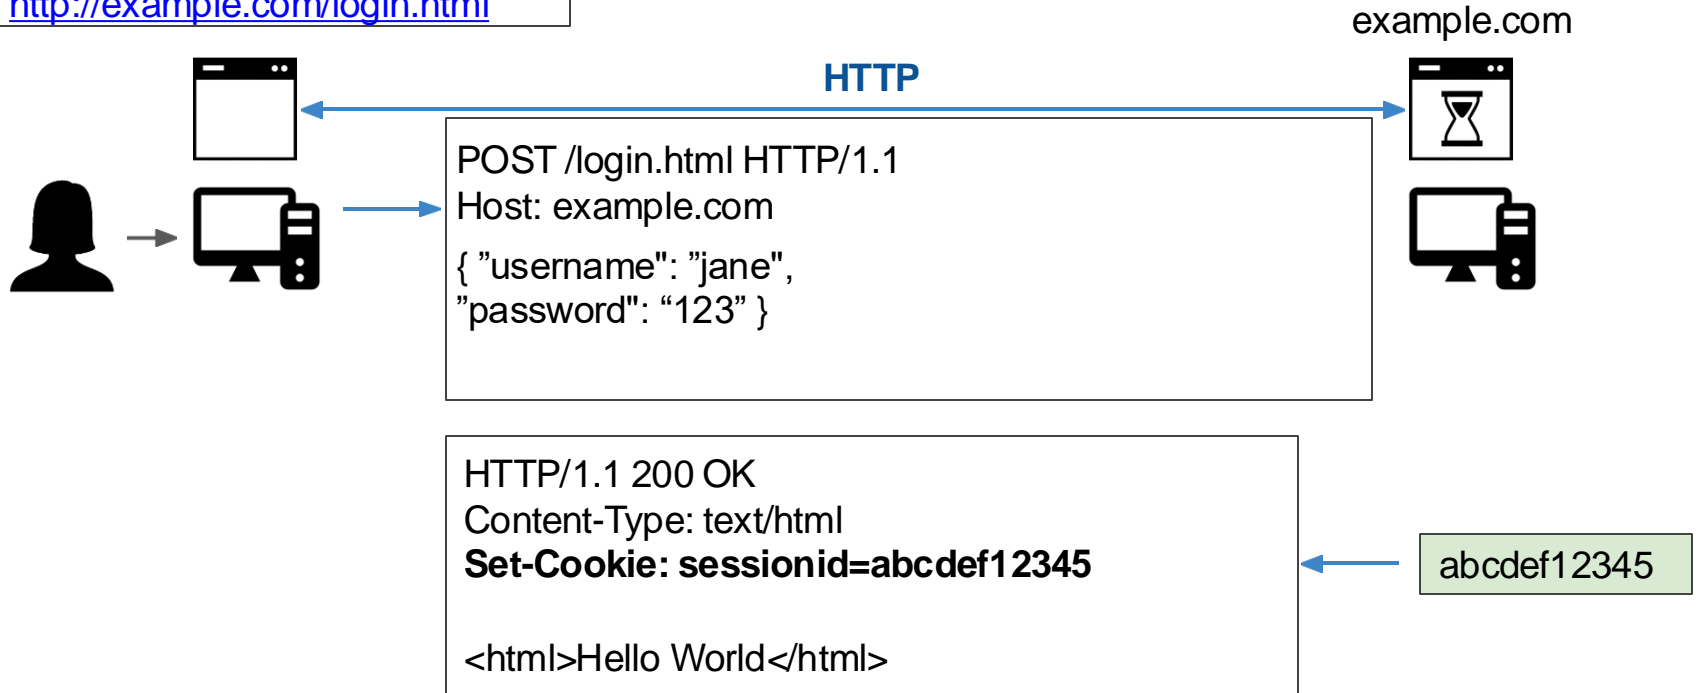 http://example.com/login.html
example.com
HTTP
POST /login.html HTTP/1.1
Host: example.com
{ ”username": ”jane",
”password": “123” }
HTTP/1.1 200 OK
Content-Type: text/html
Set-Cookie: sessionid=abcdef12345
abcdef12345
<html>Hello World</html>